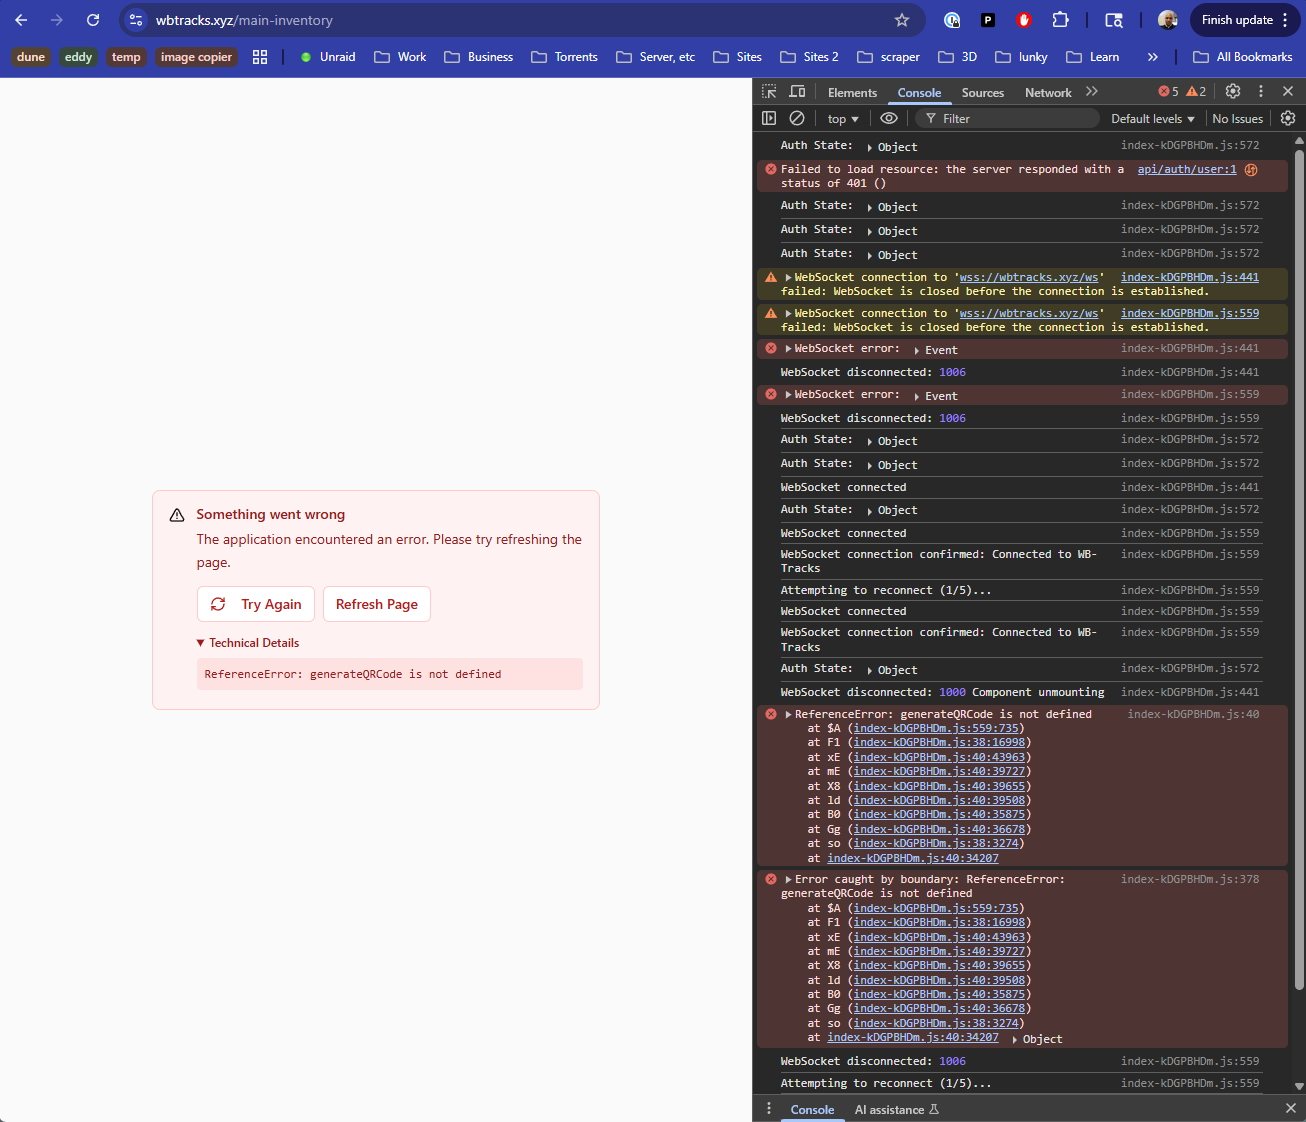 wbtracks.xyz/main-inventory
P
Finish update
dune eddy temp image copier Unraid Work Business Torrents Server, etc Sites Sites 2 scraper 3D lunky Learn » All Bookmarks
Elements Console Sources Network 5 2
top Filter Default levels No Issues
Auth State: Object index-kDGPBHDm.js:572
Failed to load resource: the server responded with a api/auth/user:1
status of 401 ()
Auth State: Object index-kDGPBHDm.js:572
Auth State: Object index-kDGPBHDm.js:572
Auth State: Object index-kDGPBHDm.js:572
WebSocket connection to 'wss://wbtracks.xyz/ws' index-kDGPBHDm.js:441
failed: WebSocket is closed before the connection is established.
WebSocket connection to 'wss://wbtracks.xyz/ws' index-kDGPBHDm.js:559
failed: WebSocket is closed before the connection is established.
WebSocket error: Event index-kDGPBHDm.js:441
WebSocket disconnected: 1006 index-kDGPBHDm.js:441
WebSocket error: Event index-kDGPBHDm.js:559
WebSocket disconnected: 1006 index-kDGPBHDm.js:559
Auth State: Object index-kDGPBHDm.js:572
Auth State: Object index-kDGPBHDm.js:572
WebSocket connected index-kDGPBHDm.js:441
Auth State: Object index-kDGPBHDm.js:572
WebSocket connected index-kDGPBHDm.js:559
WebSocket connection confirmed: Connected to WB- index-kDGPBHDm.js:559
Tracks
Attempting to reconnect (1/5)... index-kDGPBHDm.js:559
WebSocket connected index-kDGPBHDm.js:559
WebSocket connection confirmed: Connected to WB- index-kDGPBHDm.js:559
Tracks
Auth State: Object index-kDGPBHDm.js:572
WebSocket disconnected: 1000 Component unmounting index-kDGPBHDm.js:441
ReferenceError: generateQRCode is not defined index-kDGPBHDm.js:40
at $A (index-kDGPBHDm.js:559:735)
at F1 (index-kDGPBHDm.js:38:16998)
at xE (index-kDGPBHDm.js:40:43963)
at mE (index-kDGPBHDm.js:40:39727)
at X8 (index-kDGPBHDm.js:40:39655)
at ld (index-kDGPBHDm.js:40:39508)
at B0 (index-kDGPBHDm.js:40:35875)
at Gg (index-kDGPBHDm.js:40:36678)
at so (index-kDGPBHDm.js:38:3274)
at index-kDGPBHDm.js:40:34207
Error caught by boundary: ReferenceError: index-kDGPBHDm.js:378
generateQRCode is not defined
at $A (index-kDGPBHDm.js:559:735)
at F1 (index-kDGPBHDm.js:38:16998)
at xE (index-kDGPBHDm.js:40:43963)
at mE (index-kDGPBHDm.js:40:39727)
at X8 (index-kDGPBHDm.js:40:39655)
at ld (index-kDGPBHDm.js:40:39508)
at B0 (index-kDGPBHDm.js:40:35875)
at Gg (index-kDGPBHDm.js:40:36678)
at so (index-kDGPBHDm.js:38:3274)
at index-kDGPBHDm.js:40:34207 Object
WebSocket disconnected: 1006 index-kDGPBHDm.js:559
Attempting to reconnect (1/5)... index-kDGPBHDm.js:559
Console AI assistance
Something went wrong
The application encountered an error. Please try refreshing the
page.
Try Again Refresh Page
Technical Details
ReferenceError: generateQRCode is not defined